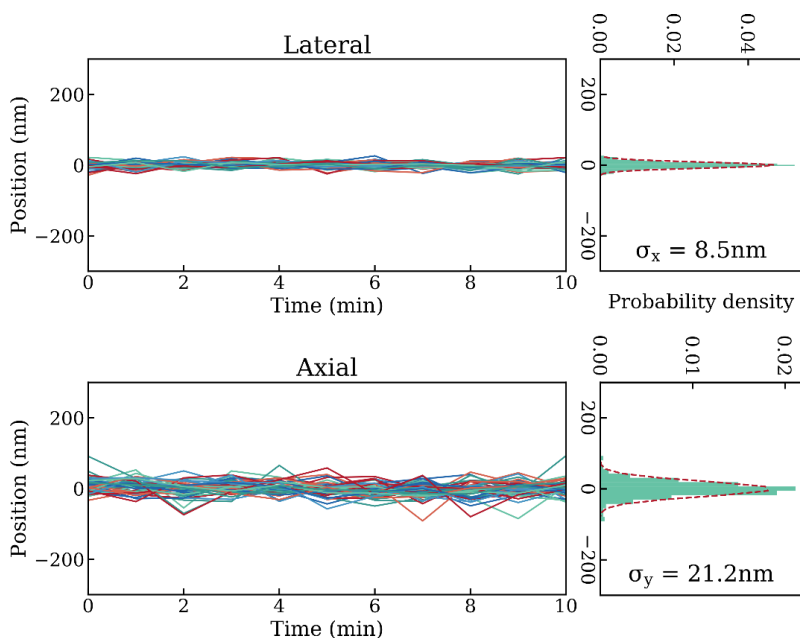 Lateral
Position (nm)
200
0
−200
0 2 4 6 8 10
Time (min)
0.00 0.02 0.04
200
0
−200
σx = 8.5nm
Probability density
Axial
Position (nm)
200
0
−200
0 2 4 6 8 10
Time (min)
0.00 0.01 0.02
200
0
−200
σy = 21.2nm